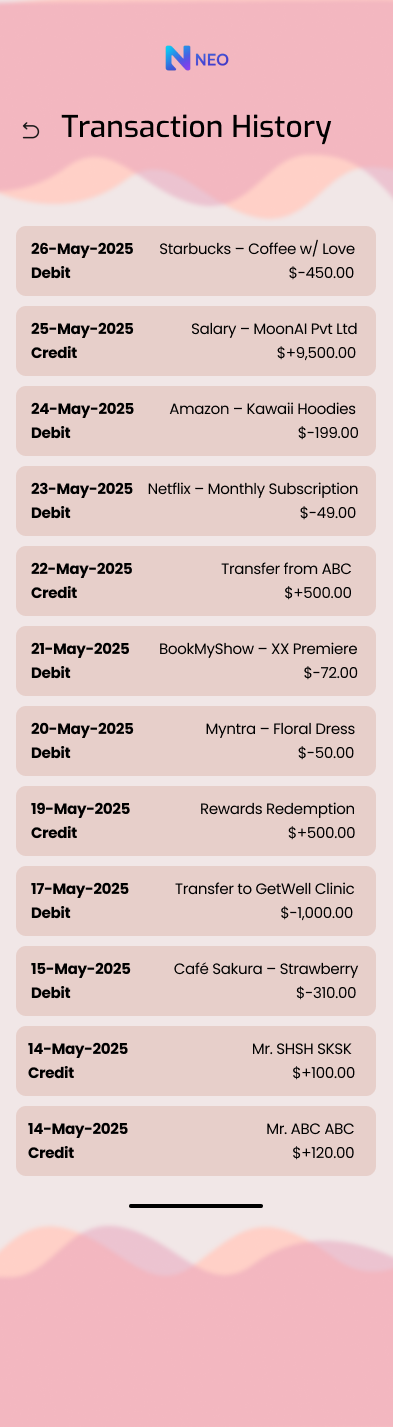 NEO
Transaction History
26-May-2025 Starbucks – Coffee w/ Love
Debit $-450.00
25-May-2025 Salary – MoonAI Pvt Ltd
Credit $+9,500.00
24-May-2025 Amazon – Kawaii Hoodies
Debit $-199.00
23-May-2025 Netflix – Monthly Subscription
Debit $-49.00
22-May-2025 Transfer from ABC
Credit $+500.00
21-May-2025 BookMyShow – XX Premiere
Debit $-72.00
20-May-2025 Myntra – Floral Dress
Debit $-50.00
19-May-2025 Rewards Redemption
Credit $+500.00
17-May-2025 Transfer to GetWell Clinic
Debit $-1,000.00
15-May-2025 Café Sakura – Strawberry
Debit $-310.00
14-May-2025 Mr. SHSH SKSK
Credit $+100.00
14-May-2025 Mr. ABC ABC
Credit $+120.00